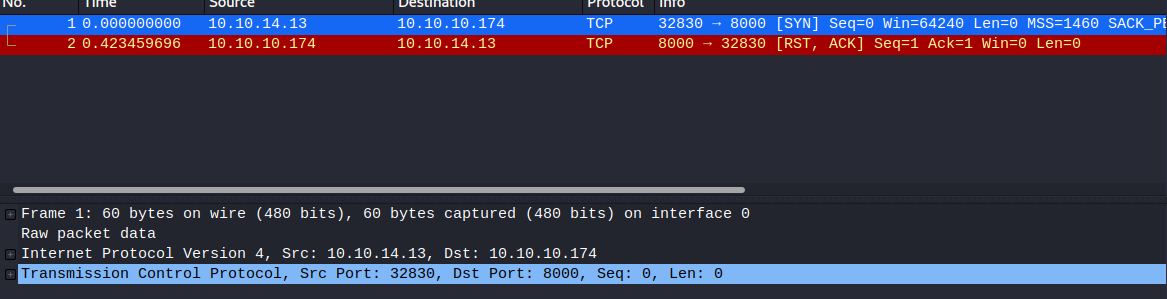 No. Time Source Destination Protocol Info
1 0.000000000 10.10.14.13 10.10.10.174 TCP 32830 → 8000 [SYN] Seq=0 Win=64240 Len=0 MSS=1460
2 0.423459696 10.10.10.174 10.10.14.13 TCP 8000 → 32830 [RST, ACK] Seq=1 Ack=1 Win=0 Len=0
Frame 1: 60 bytes on wire (480 bits), 60 bytes captured (480 bits) on interface 0
Raw packet data
Internet Protocol Version 4, Src: 10.10.14.13, Dst: 10.10.10.174
Transmission Control Protocol, Src Port: 32830, Dst Port: 8000, Seq: 0, Len: 0